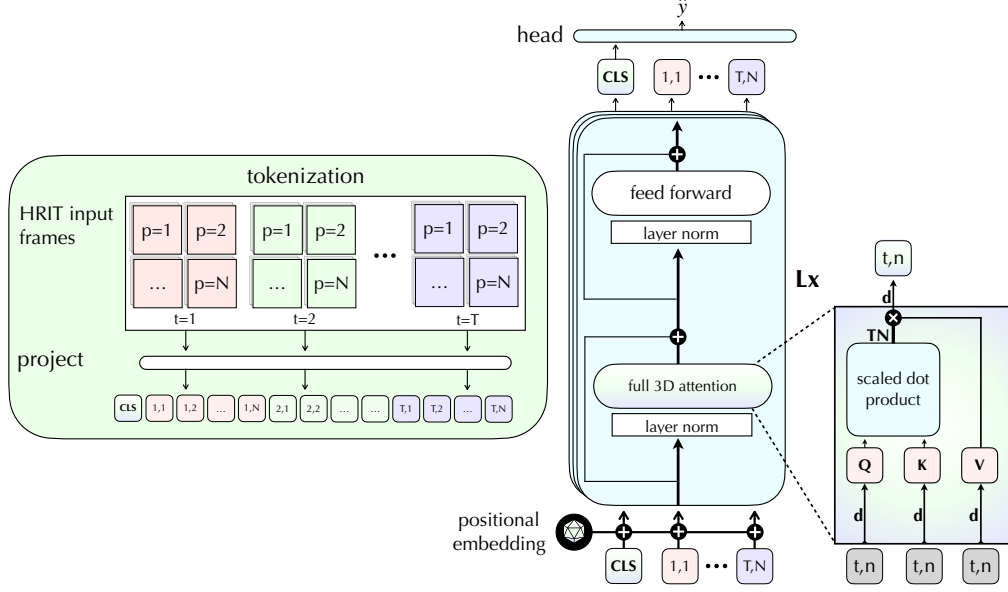 ŷ
head
CLS 1,1 ••• T,N
tokenization
HRIT input
frames
p=1 p=2 p=1 p=2 ••• p=1 p=2
... p=N ... p=N ... p=N
t=1 t=2 t=T
project
CLS 1,1 1,2 ... 1,N 2,1 2,2 ... ... T,1 T,2 ... T,N
feed forward
layer norm
Lx
full 3D attention
layer norm
positional
embedding
CLS 1,1 ••• T,N
t,n
d
TN
scaled dot
product
Q K V
d d d
t,n t,n t,n